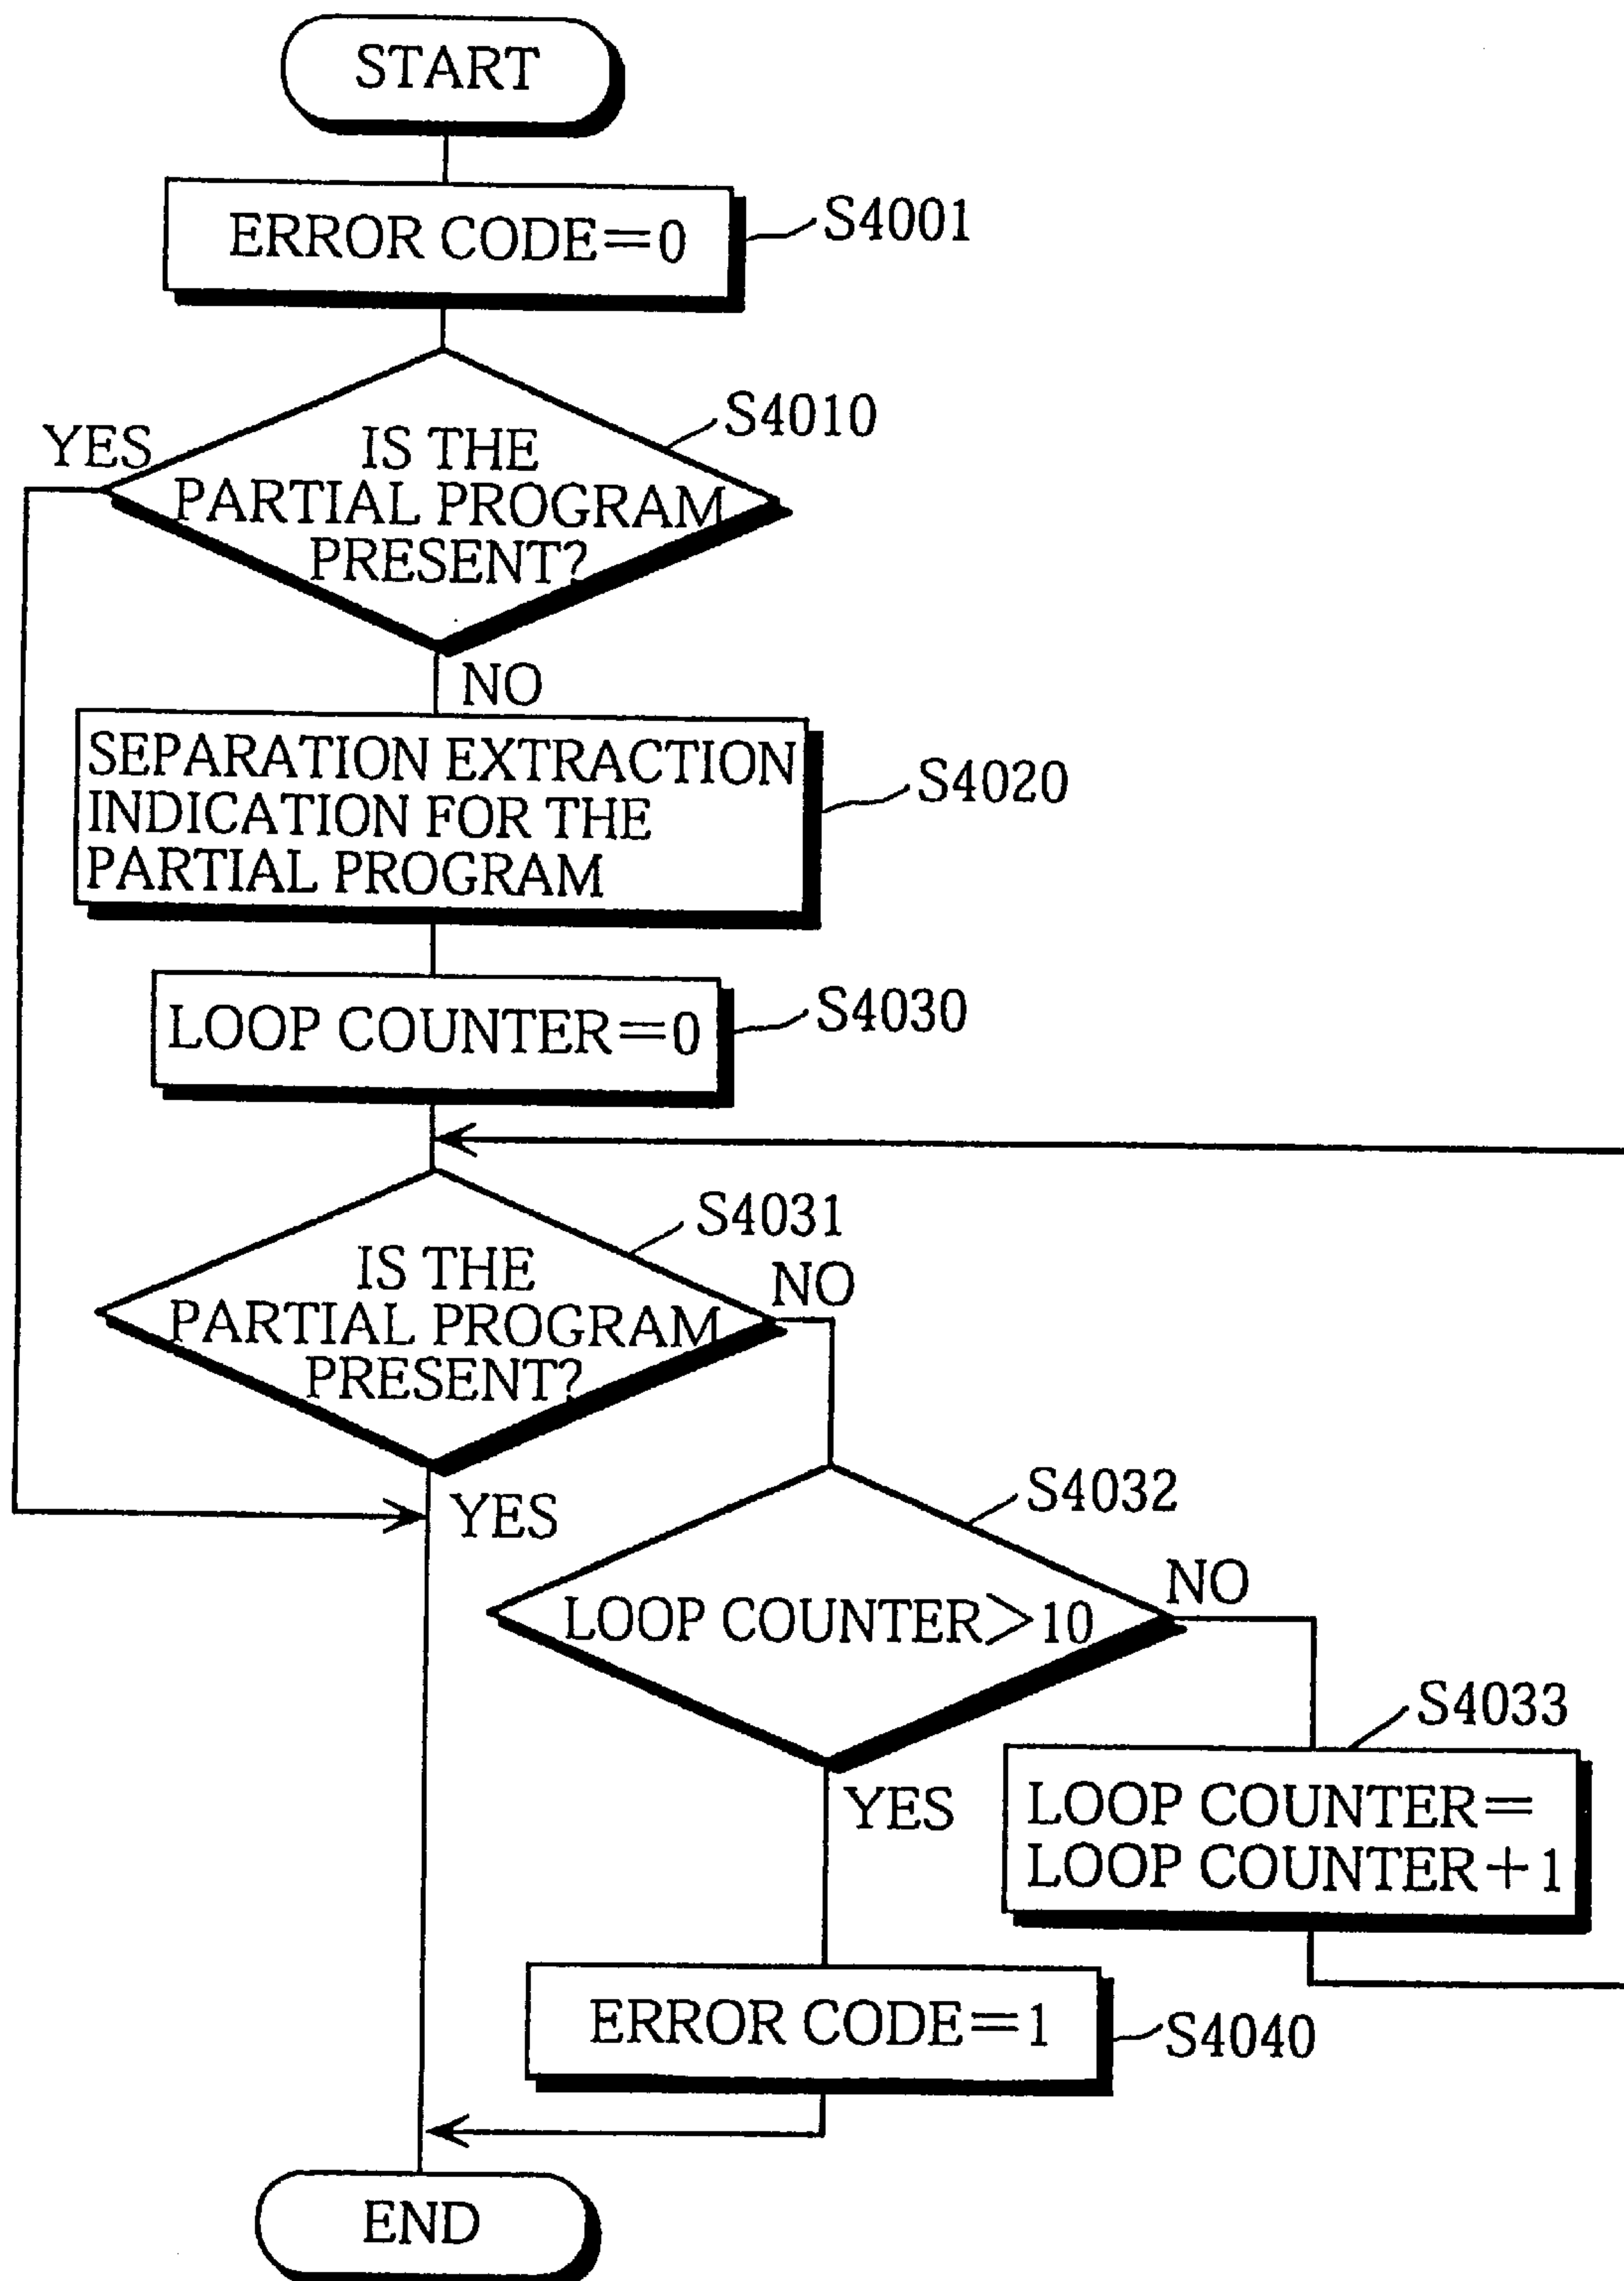 START
ERROR CODE=0
S4001
YES
IS THE
PARTIAL PROGRAM
PRESENT?
S4010
NO
SEPARATION EXTRACTION
INDICATION FOR THE
PARTIAL PROGRAM
S4020
LOOP COUNTER=0
S4030
IS THE
PARTIAL PROGRAM
PRESENT?
S4031
NO
YES
LOOP COUNTER>10
S4032
NO
YES
S4033
LOOP COUNTER=
LOOP COUNTER+1
ERROR CODE=1
S4040
END